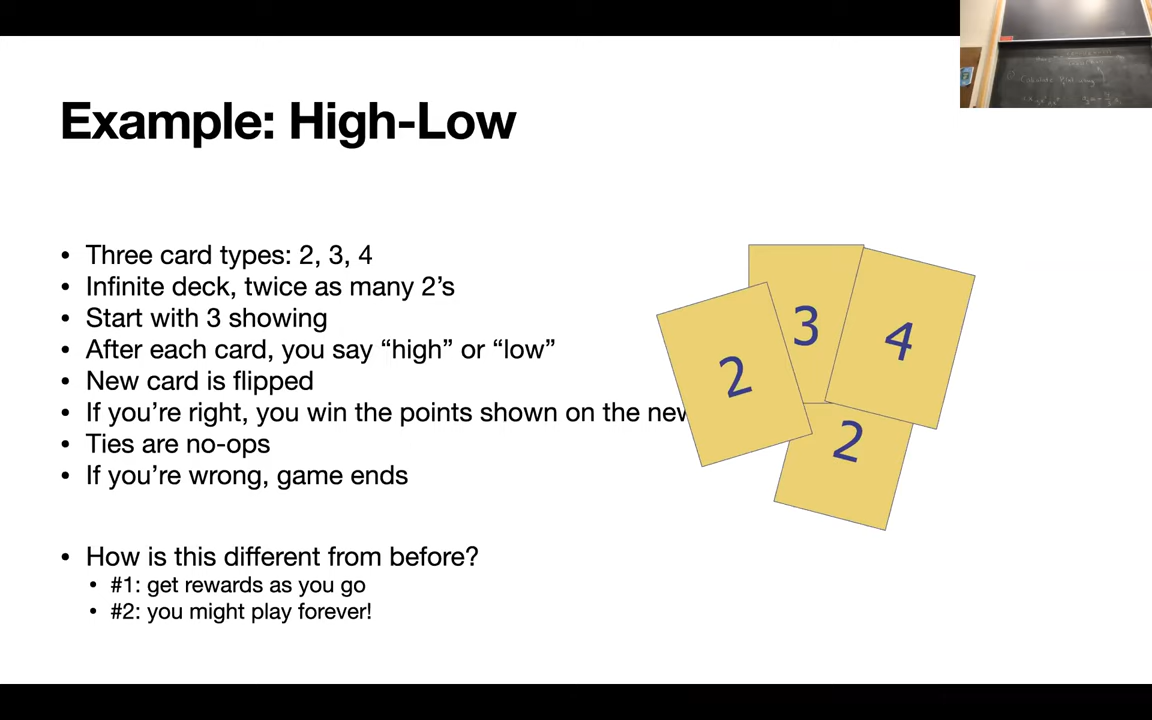 Example: High-Low
• Three card types: 2, 3, 4
• Infinite deck, twice as many 2’s
• Start with 3 showing
• After each card, you say “high” or “low”
• New card is flipped
• If you’re right, you win the points shown on the new
• Ties are no-ops
• If you’re wrong, game ends
• How is this different from before?
• #1: get rewards as you go
• #2: you might play forever!
3
4
2
2